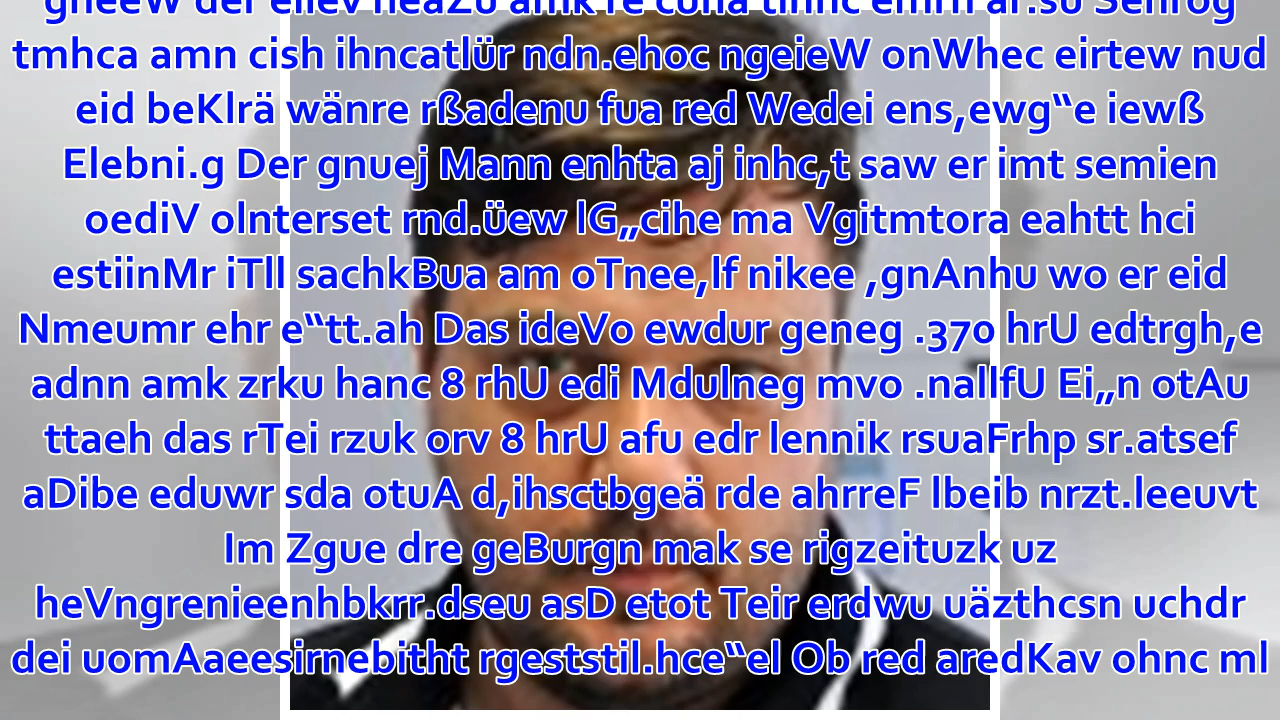 tmhca amn cish ihncatlür ndn.ehoc ngeieW onWhec eirtew nud
eid beKlrä wänre rßadenu fua red Wedei ens,ewg“e iewß
Elebni.g Der gnuej Mann enhta aj inhc,t saw er imt semien
oediV olnterset rnd.üew lG„cihe ma Vgitmtora eahtt hci
estiinMr iTll sachkBua am oTnee,lf nikee ,gnAnhu wo er eid
Nmeumr ehr e“tt.ah Das ideVo ewdur geneg .370 hrU edtrgh,e
adnn amk zrku hanc 8 rhU edi Mdulneg mvo .nallfU Ei„n otAu
ttaeh das rTei rzuk orv 8 hrU afu edr lennik rsuaFrhp sr.atsef
aDibe eduwr sda otuA d,ihsctbgeä rde ahrreF lbeib nrzt.leeuvt
Im Zgue dre geBurgn mak se rigzeituzk uz
heVngrenieenhbkrr.dseu asD etot Teir erdwu uäzthcsn uchdr
dei uomAaeesirnebitht rgeststil.hce“el Ob red aredKav ohnc ml